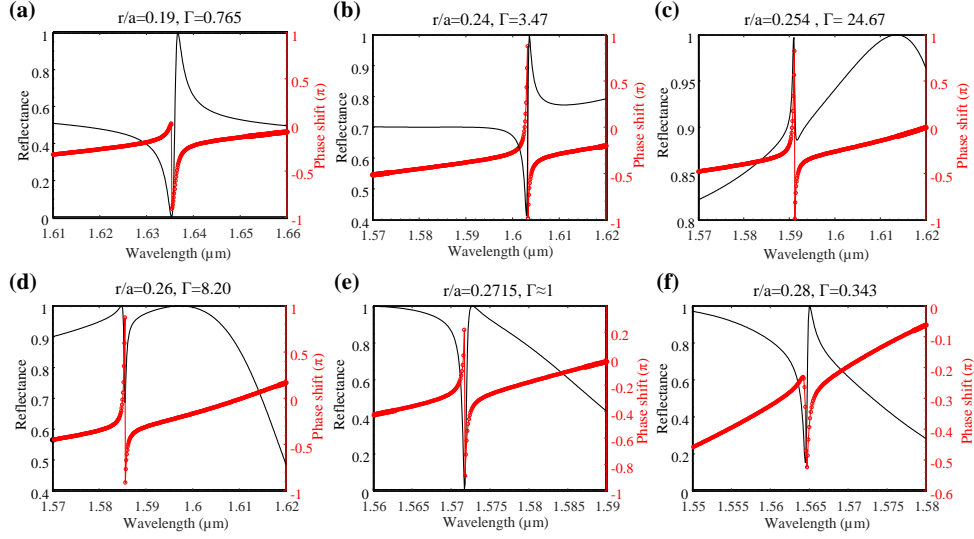 (a)
r/a=0.19, Γ=0.765
Reflectance
1
0.8
0.6
0.4
0.2
0
1.61 1.62 1.63 1.64 1.65 1.66
Wavelength (µm)
1
0.5
0
-0.5
-1
Phase shift (π)
(b)
r/a=0.24, Γ=3.47
Reflectance
1
0.9
0.8
0.7
0.6
0.5
0.4
1.57 1.58 1.59 1.6 1.61 1.62
Wavelength (µm)
1
0.5
0
-0.5
-1
Phase shift (π)
(c)
r/a=0.254 , Γ= 24.67
Reflectance
1
0.95
0.9
0.85
0.8
1.57 1.58 1.59 1.6 1.61 1.62
Wavelength (µm)
1
0.5
0
-0.5
-1
Phase shift (π)
(d)
r/a=0.26, Γ=8.20
Reflectance
1
0.9
0.8
0.7
0.6
0.5
0.4
1.57 1.58 1.59 1.6 1.61 1.62
Wavelength (µm)
1
0.5
0
-0.5
-1
Phase shift (π)
(e)
r/a=0.2715, Γ≈1
Reflectance
1
0.8
0.6
0.4
0.2
0
1.56 1.565 1.57 1.575 1.58 1.585 1.59
Wavelength (µm)
0.2
0
-0.2
-0.4
-0.6
-0.8
-1
Phase shift (π)
(f)
r/a=0.28, Γ=0.343
Reflectance
1
0.8
0.6
0.4
0.2
0
1.55 1.555 1.56 1.565 1.57 1.575 1.58
Wavelength (µm)
0
-0.1
-0.2
-0.3
-0.4
-0.5
-0.6
Phase shift (π)